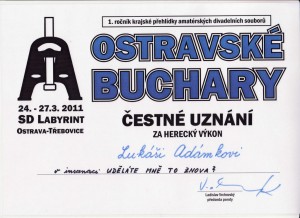 1. ročník krajské přehlídky amatérských divadelních souborů
OSTRAVSKÉ
BUCHARY
24. - 27.3. 2011
SD LABYRINT
OSTRAVA-TŘEBOVICE
ČESTNÉ UZNÁNÍ
ZA HERECKÝ VÝKON
Lukáši Adámkovi
v inscenaci UDĚLÁTE MNĚ TO ZNOVA?
Ladislav Vrchovský
předseda poroty